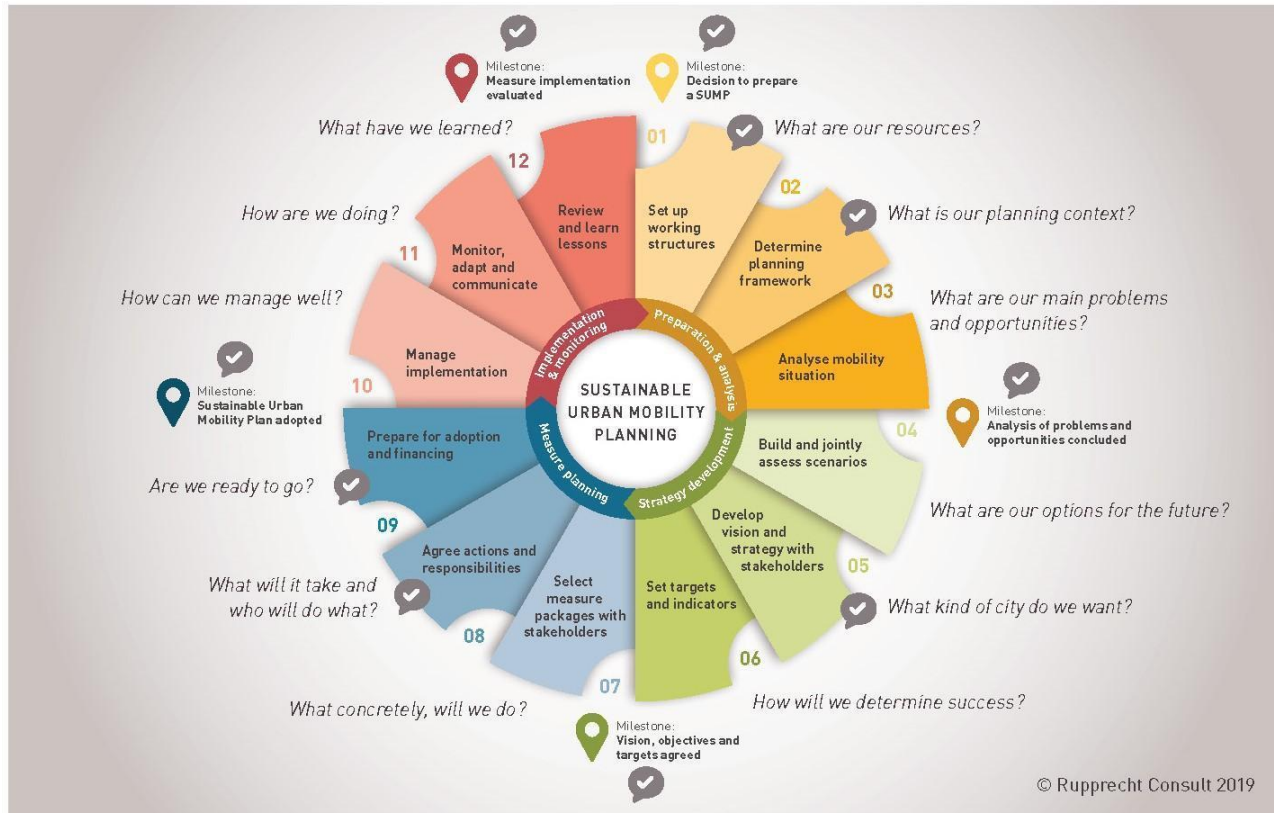 Milestone:
Measure implementation
evaluated
Milestone:
Decision to prepare
a SUMP
What have we learned?
What are our resources?
How are we doing?
What is our planning context?
How can we manage well?
What are our main problems
and opportunities?
Milestone:
Sustainable Urban
Mobility Plan adopted
Milestone:
Analysis of problems and
opportunities concluded
Are we ready to go?
What are our options for the future?
What will it take and
who will do what?
What kind of city do we want?
What concretely, will we do?
How will we determine success?
Milestone:
Vision, objectives and
targets agreed
01
Set up
working
structures
02
Determine
planning
framework
03
Analyse mobility
situation
04
Build and jointly
assess scenarios
05
Develop
vision and
strategy with
stakeholders
06
Set targets
and indicators
07
Select
measure
packages with
stakeholders
08
Agree actions and
responsibilities
09
Prepare for adoption
and financing
10
Manage
implementation
11
Monitor,
adapt and
communicate
12
Review
and learn
lessons
Preparation & analysis
Strategy development
Measure planning
Implementation
& monitoring
SUSTAINABLE
URBAN MOBILITY
PLANNING
© Rupprecht Consult 2019